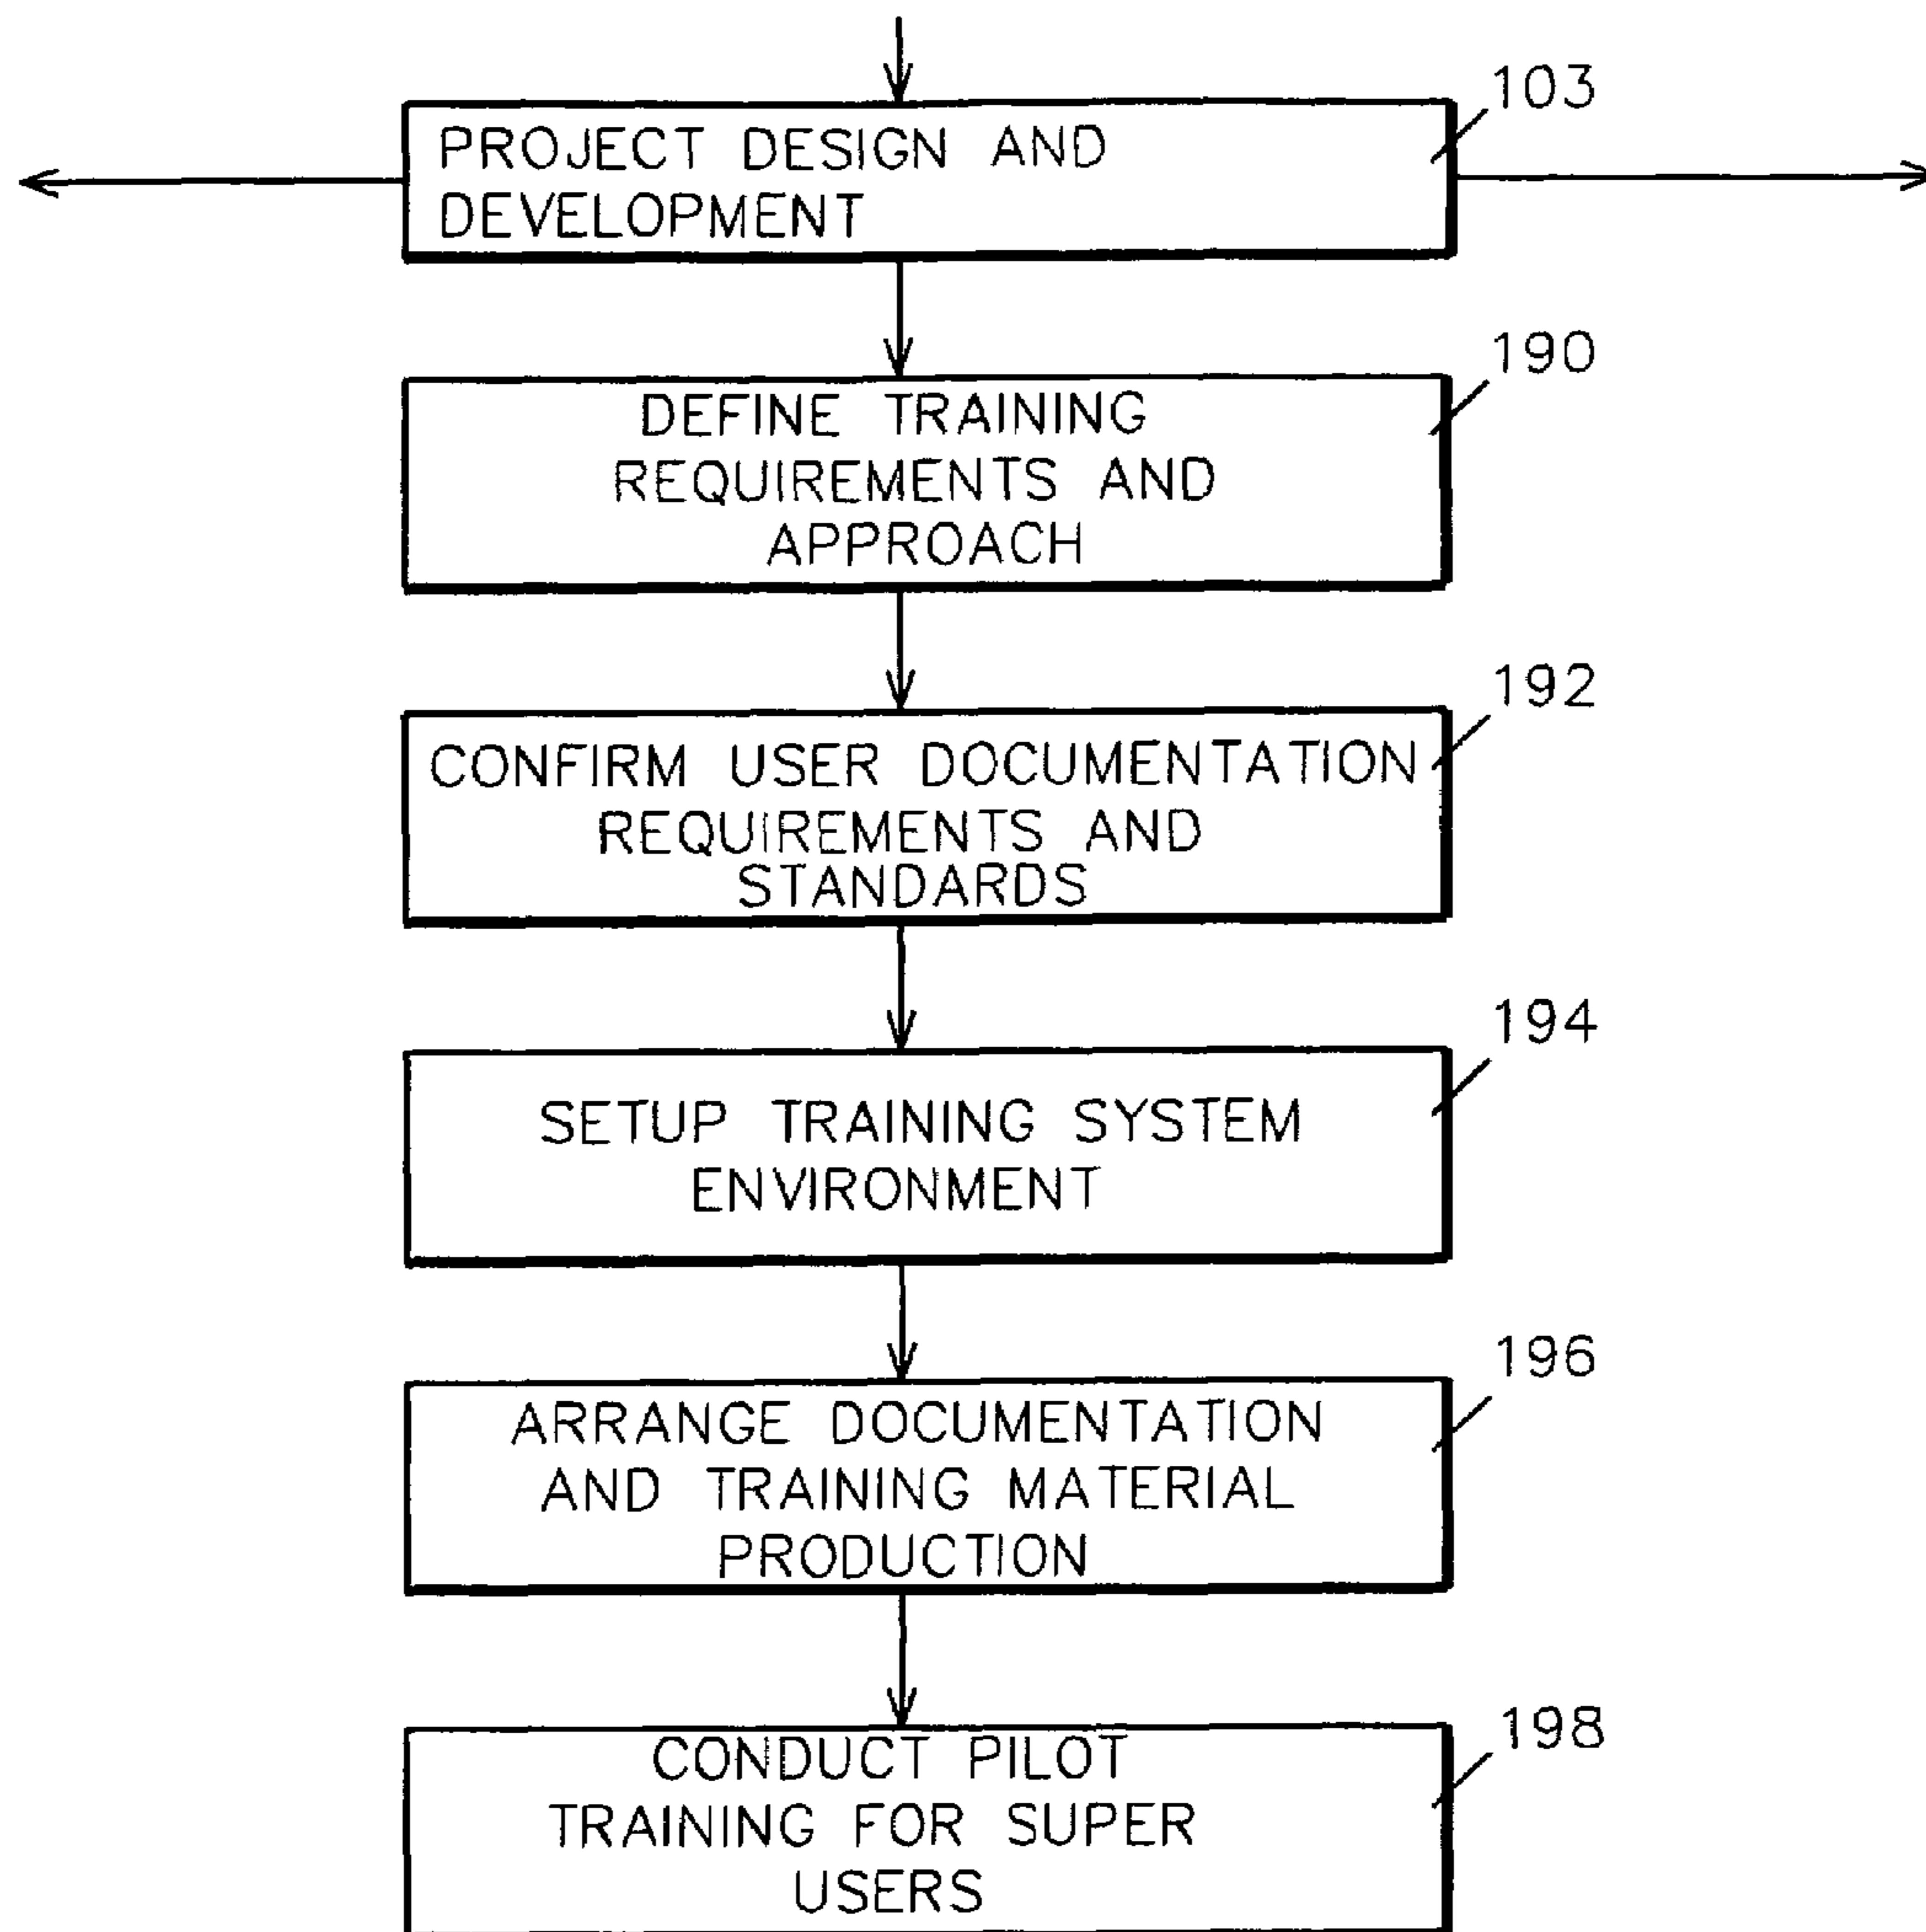 103
PROJECT DESIGN AND
DEVELOPMENT
190
DEFINE TRAINING
REQUIREMENTS AND
APPROACH
192
CONFIRM USER DOCUMENTATION
REQUIREMENTS AND
STANDARDS
194
SETUP TRAINING SYSTEM
ENVIRONMENT
196
ARRANGE DOCUMENTATION
AND TRAINING MATERIAL
PRODUCTION
198
CONDUCT PILOT
TRAINING FOR SUPER
USERS